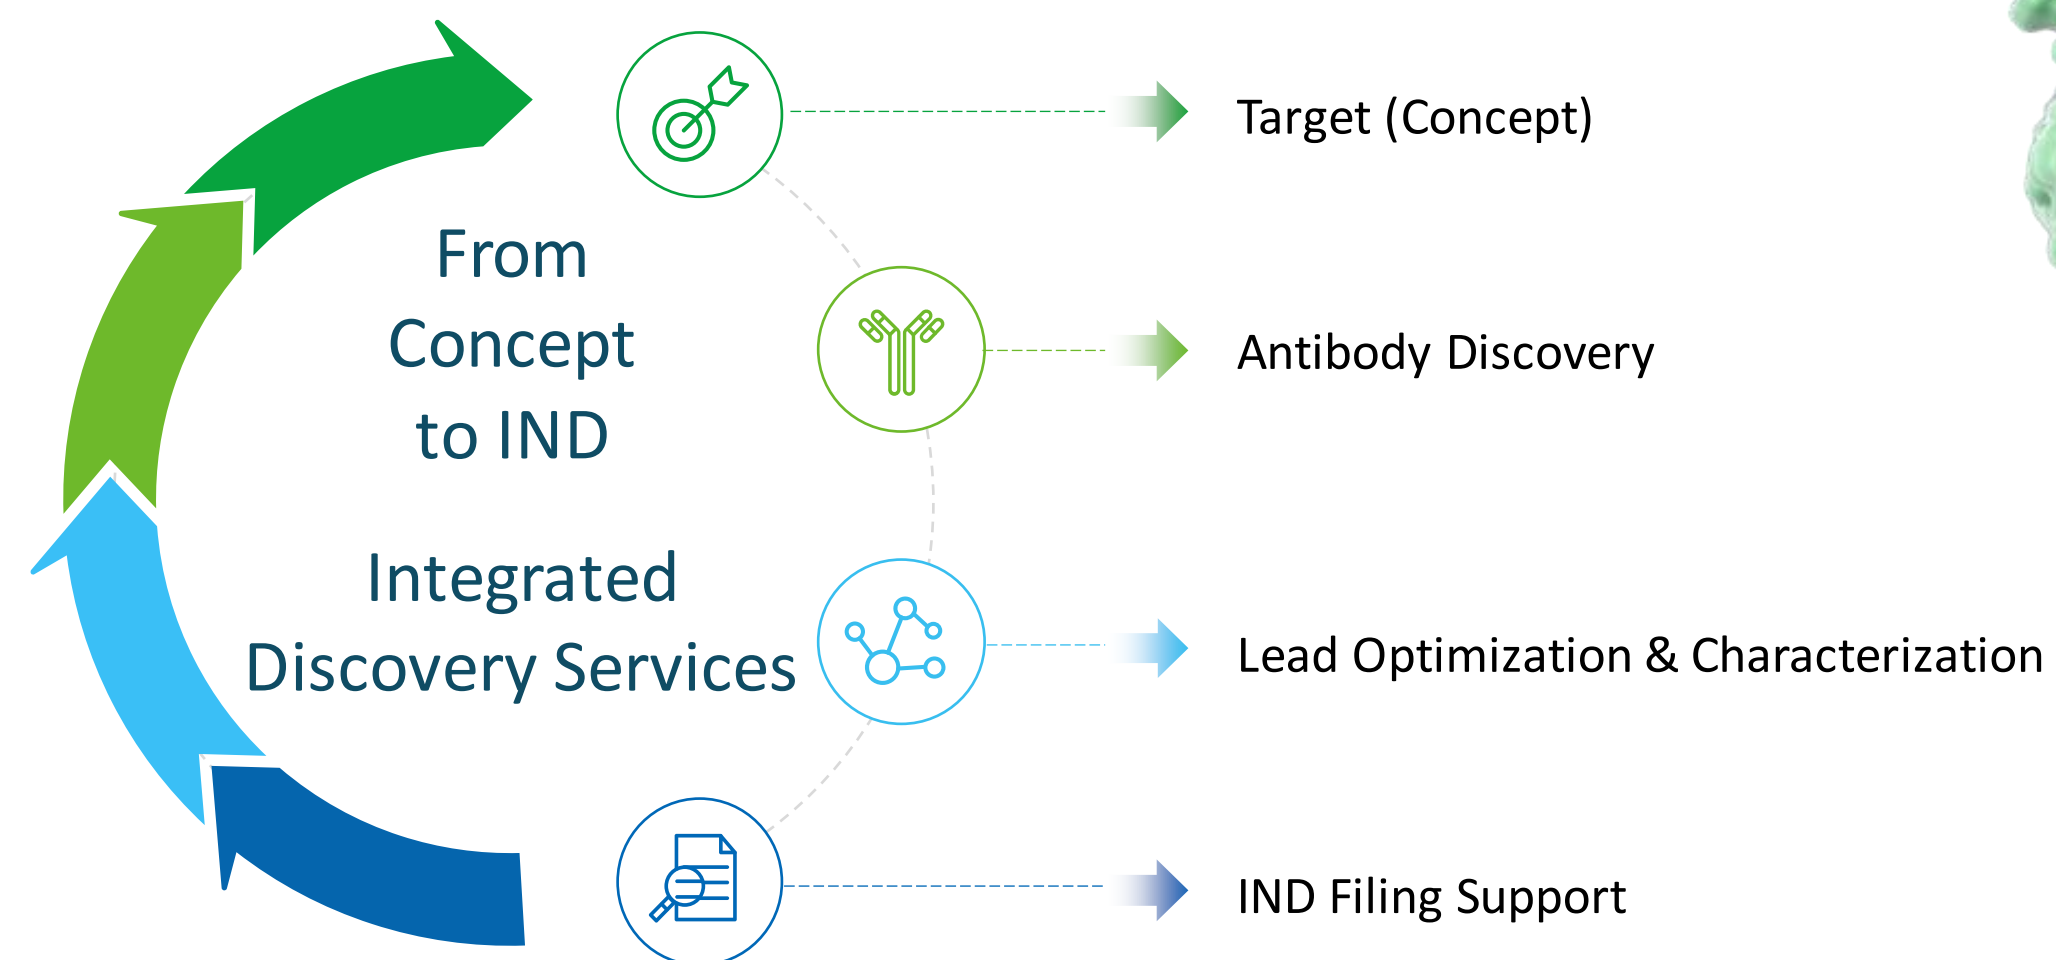 From
Concept
to IND
Integrated
Discovery Services
Target (Concept)
Antibody Discovery
Lead Optimization & Characterization
IND Filing Support